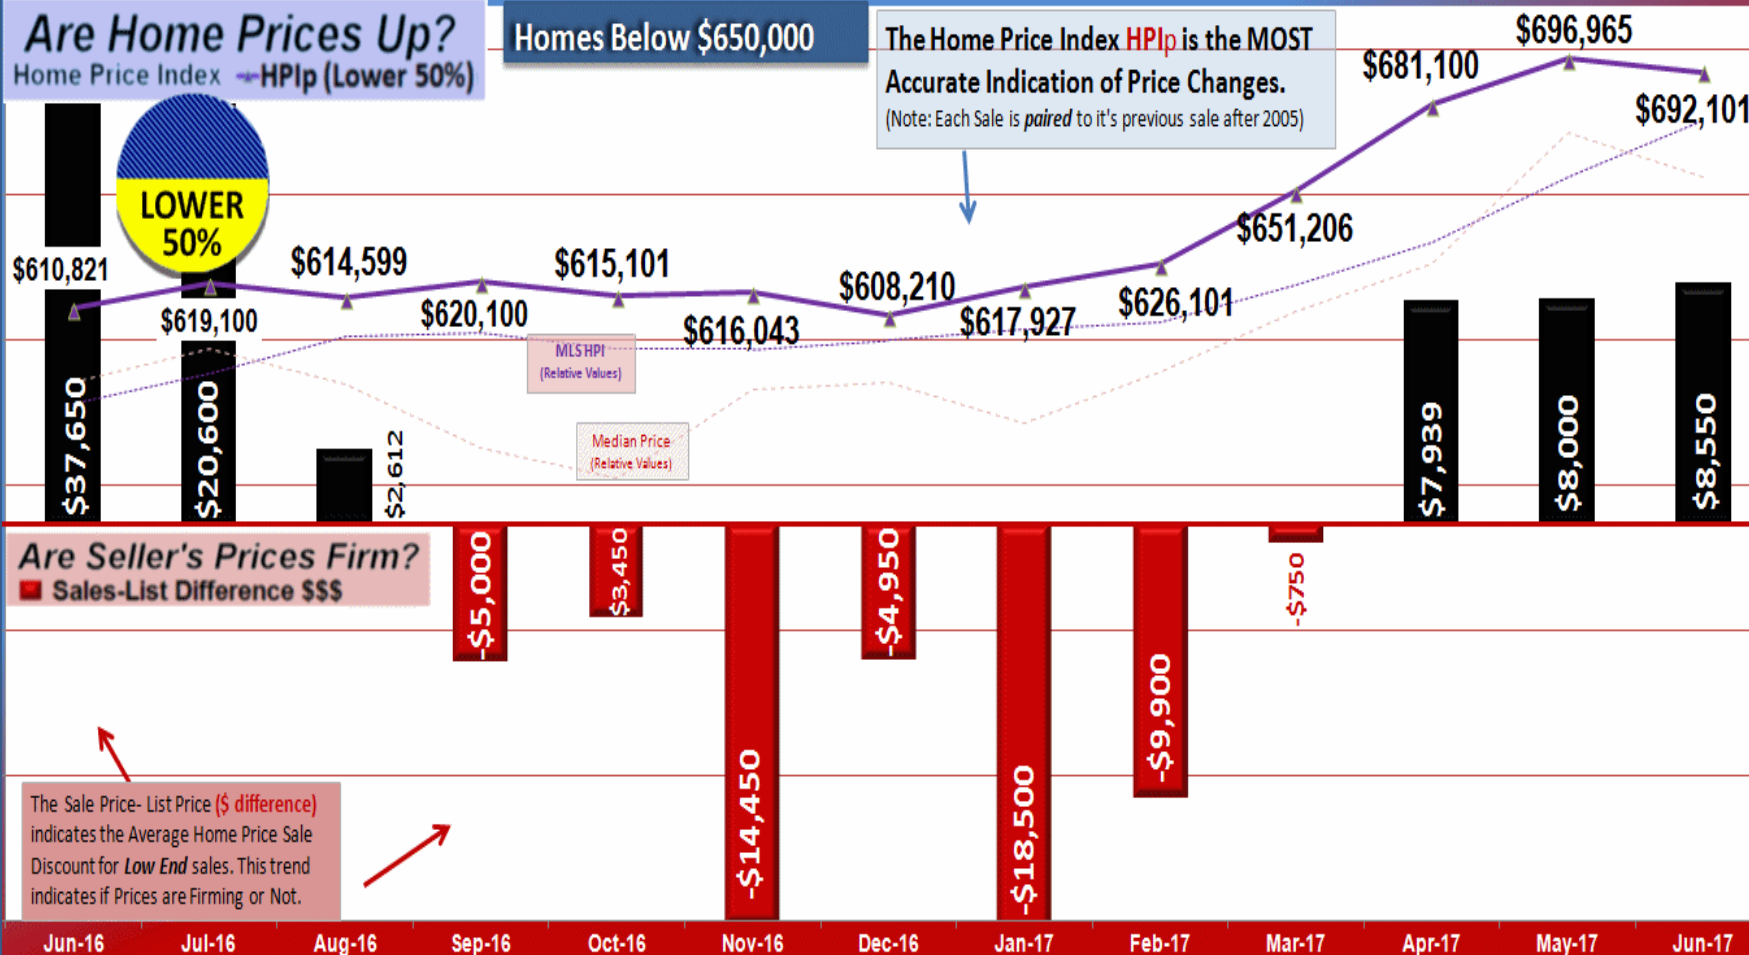 Are Home Prices Up?
Home Price Index HPIp (Lower 50%)
Homes Below $650,000
The Home Price Index HPIp is the MOST
Accurate Indication of Price Changes.
(Note: Each Sale is paired to it's previous sale after 2005)
LOWER
50%
$610,821
$619,100
$614,599
$620,100
$615,101
$616,043
$608,210
$617,927
$626,101
$651,206
$681,100
$696,965
$692,101
MLS HPI
(Relative Values)
Median Price
(Relative Values)
$37,650
$20,600
$2,612
-$5,000
-$3,450
-$14,450
-$4,950
-$18,500
-$9,900
-$750
$7,939
$8,000
$8,550
Are Seller's Prices Firm?
Sales-List Difference $$$
The Sale Price- List Price ($ difference)
indicates the Average Home Price Sale
Discount for Low End sales. This trend
indicates if Prices are Firming or Not.
Jun-16 Jul-16 Aug-16 Sep-16 Oct-16 Nov-16 Dec-16 Jan-17 Feb-17 Mar-17 Apr-17 May-17 Jun-17